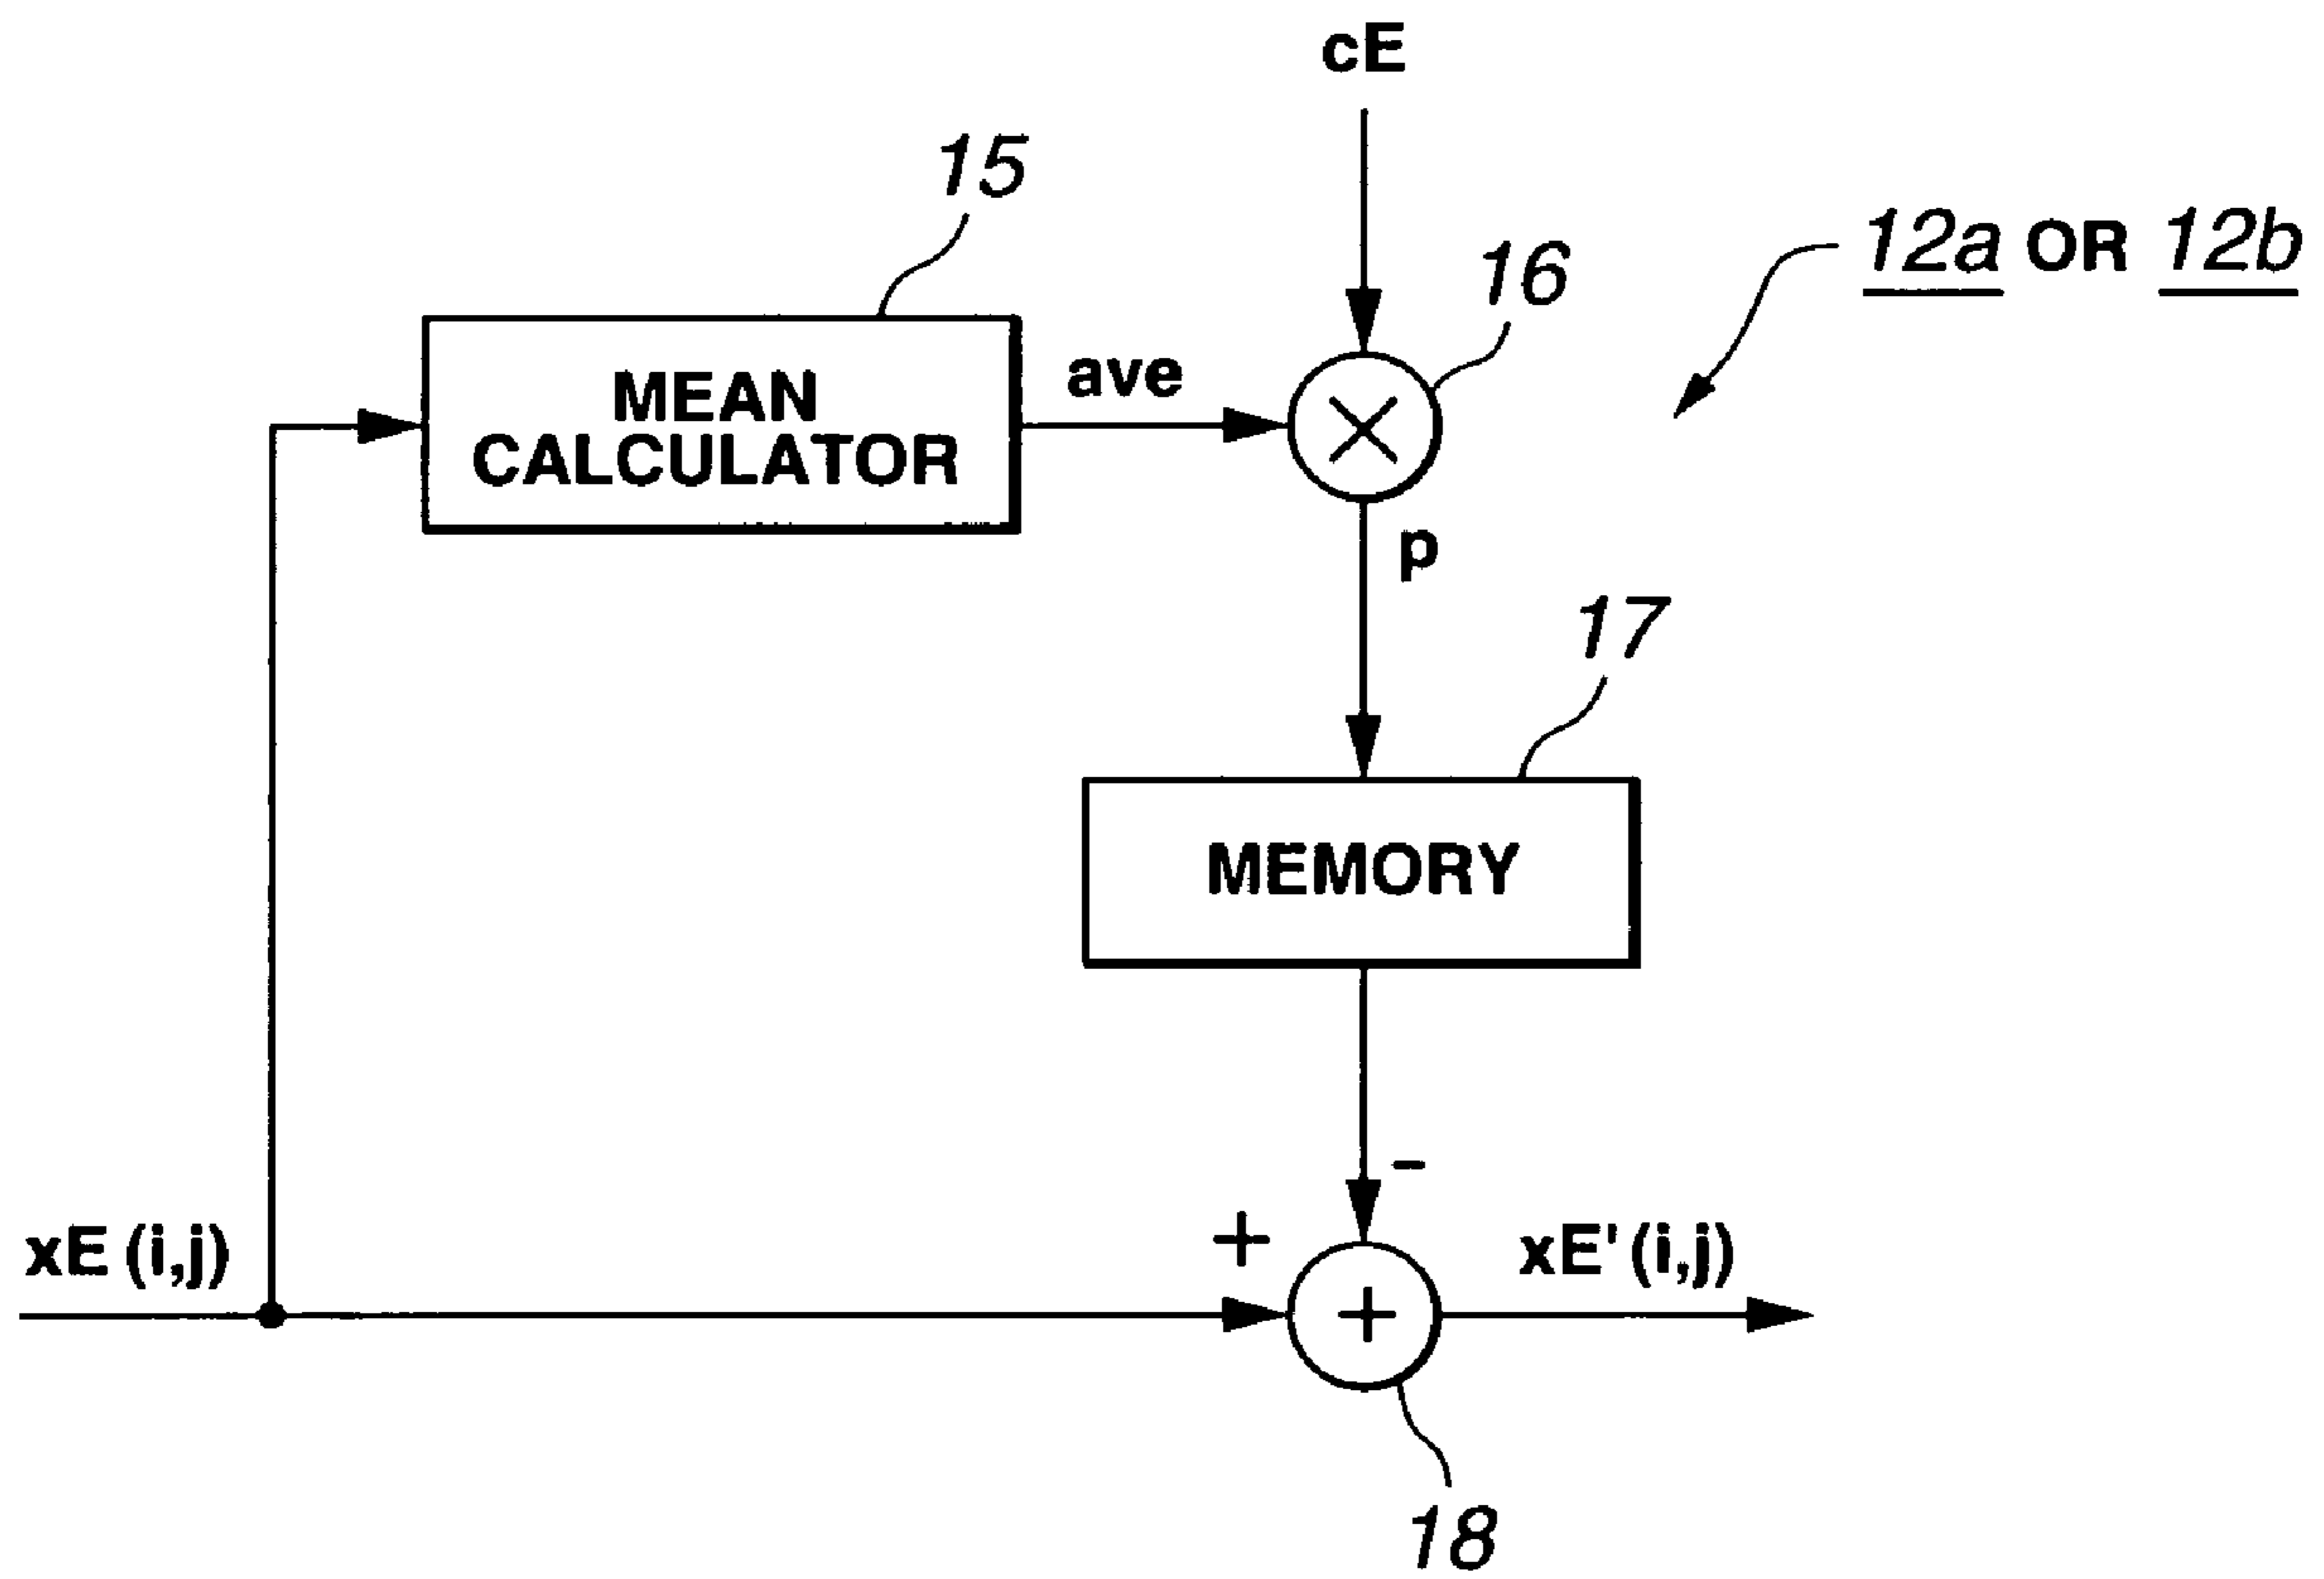 cE
15
12a OR 12b
16
MEAN
CALCULATOR
ave
×
p
17
MEMORY
-
+
xE (i,j)
+
xE' (i,j)
18